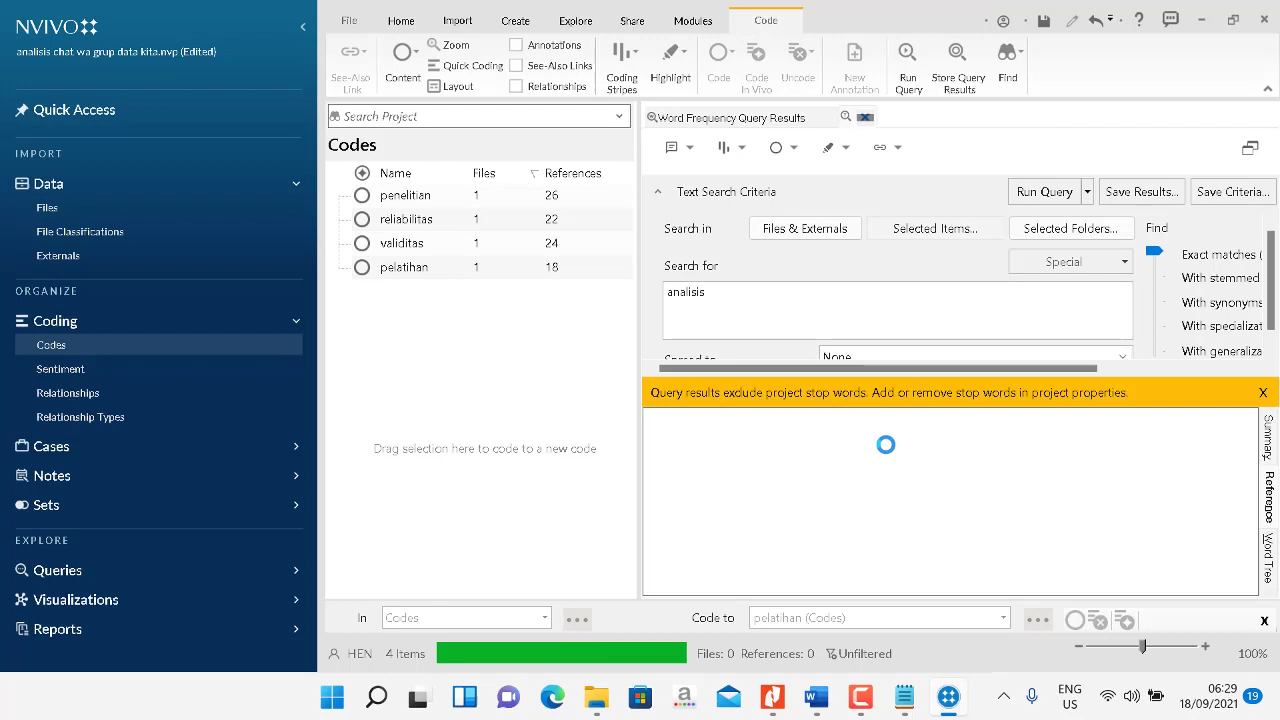 NVIVO
analisis chat wa grup data kita.nvp (Edited)
Quick Access
IMPORT
Data
Files
File Classifications
Externals
ORGANIZE
Coding
Codes
Sentiment
Relationships
Relationship Types
Cases
Notes
Sets
EXPLORE
Queries
Visualizations
Reports
File Home Import Create Explore Share Modules Code
See-Also Link
Content
Zoom
Quick Coding
Layout
Annotations
See-Also Links
Relationships
Coding Stripes
Highlight
Code
Code In Vivo
Uncode
New Annotation
Run Query
Store Query Results
Find
Search Project
Codes
Name Files References
penelitian 1 26
reliabilitas 1 22
validitas 1 24
pelatihan 1 18
Drag selection here to code to a new code
Word Frequency Query Results
Text Search Criteria
Run Query Save Results... Save Criteria...
Search in Files & Externals Selected Items... Selected Folders... Find
Search for Special
analisis
Exact matches (
With stemmed
With synonyms
With specializat
With generaliza
Spread to None
Query results exclude project stop words. Add or remove stop words in project properties. X
Summary
Reference
Word Tree
In Codes Code to pelatihan (Codes)
HEN 4 Items Files: 0 References: 0 Unfiltered 100%
ENG
US
06:29
18/09/2021
19